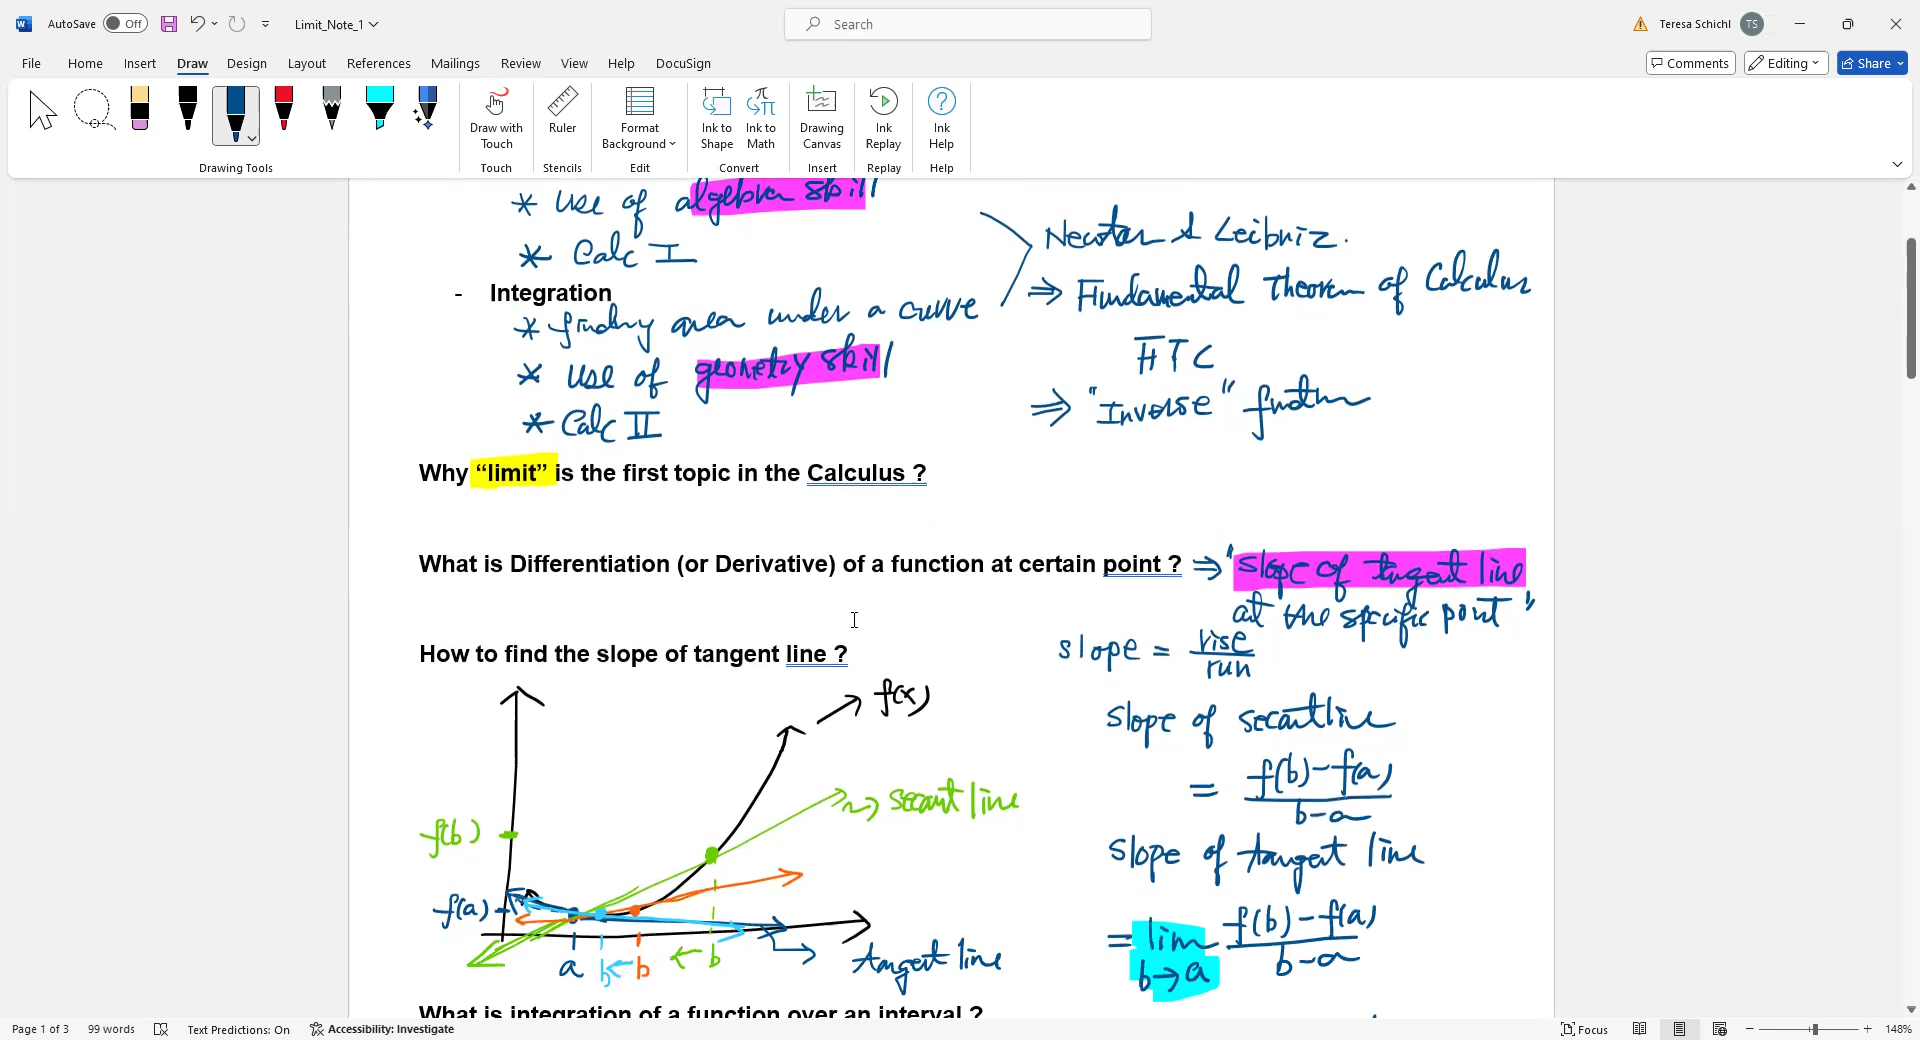 AutoSave Off Limit_Note_1 Search Teresa Schichl TS
File Home Insert Draw Design Layout References Mailings Review View Help DocuSign Comments Editing Share
Draw with Touch Ruler Format Background Ink to Shape Ink to Math Drawing Canvas Ink Replay Ink Help
Drawing Tools Touch Stencils Edit Convert Insert Replay Help
* use of algebra skill
* Calc I
- Integration
* finding area under a curve
* use of geometry skill
* Calc II
Newton & Leibniz.
⇒ Fundamental Theorem of Calculus
FTC
⇒ "Inverse" function
Why “limit” is the first topic in the Calculus ?
What is Differentiation (or Derivative) of a function at certain point ? ⇒ "slope of tangent line
at the specific point"
How to find the slope of tangent line ?
slope = rise/run
slope of secant line
= f(b)-f(a)/b-a
slope of tangent line
= lim b→a f(b)-f(a)/b-a
f(x)
secant line
f(b)
f(a)
a b ← b ← b
tangent line
What is integration of a function over an interval ?
Page 1 of 3 99 words Text Predictions: On Accessibility: Investigate Focus 148%